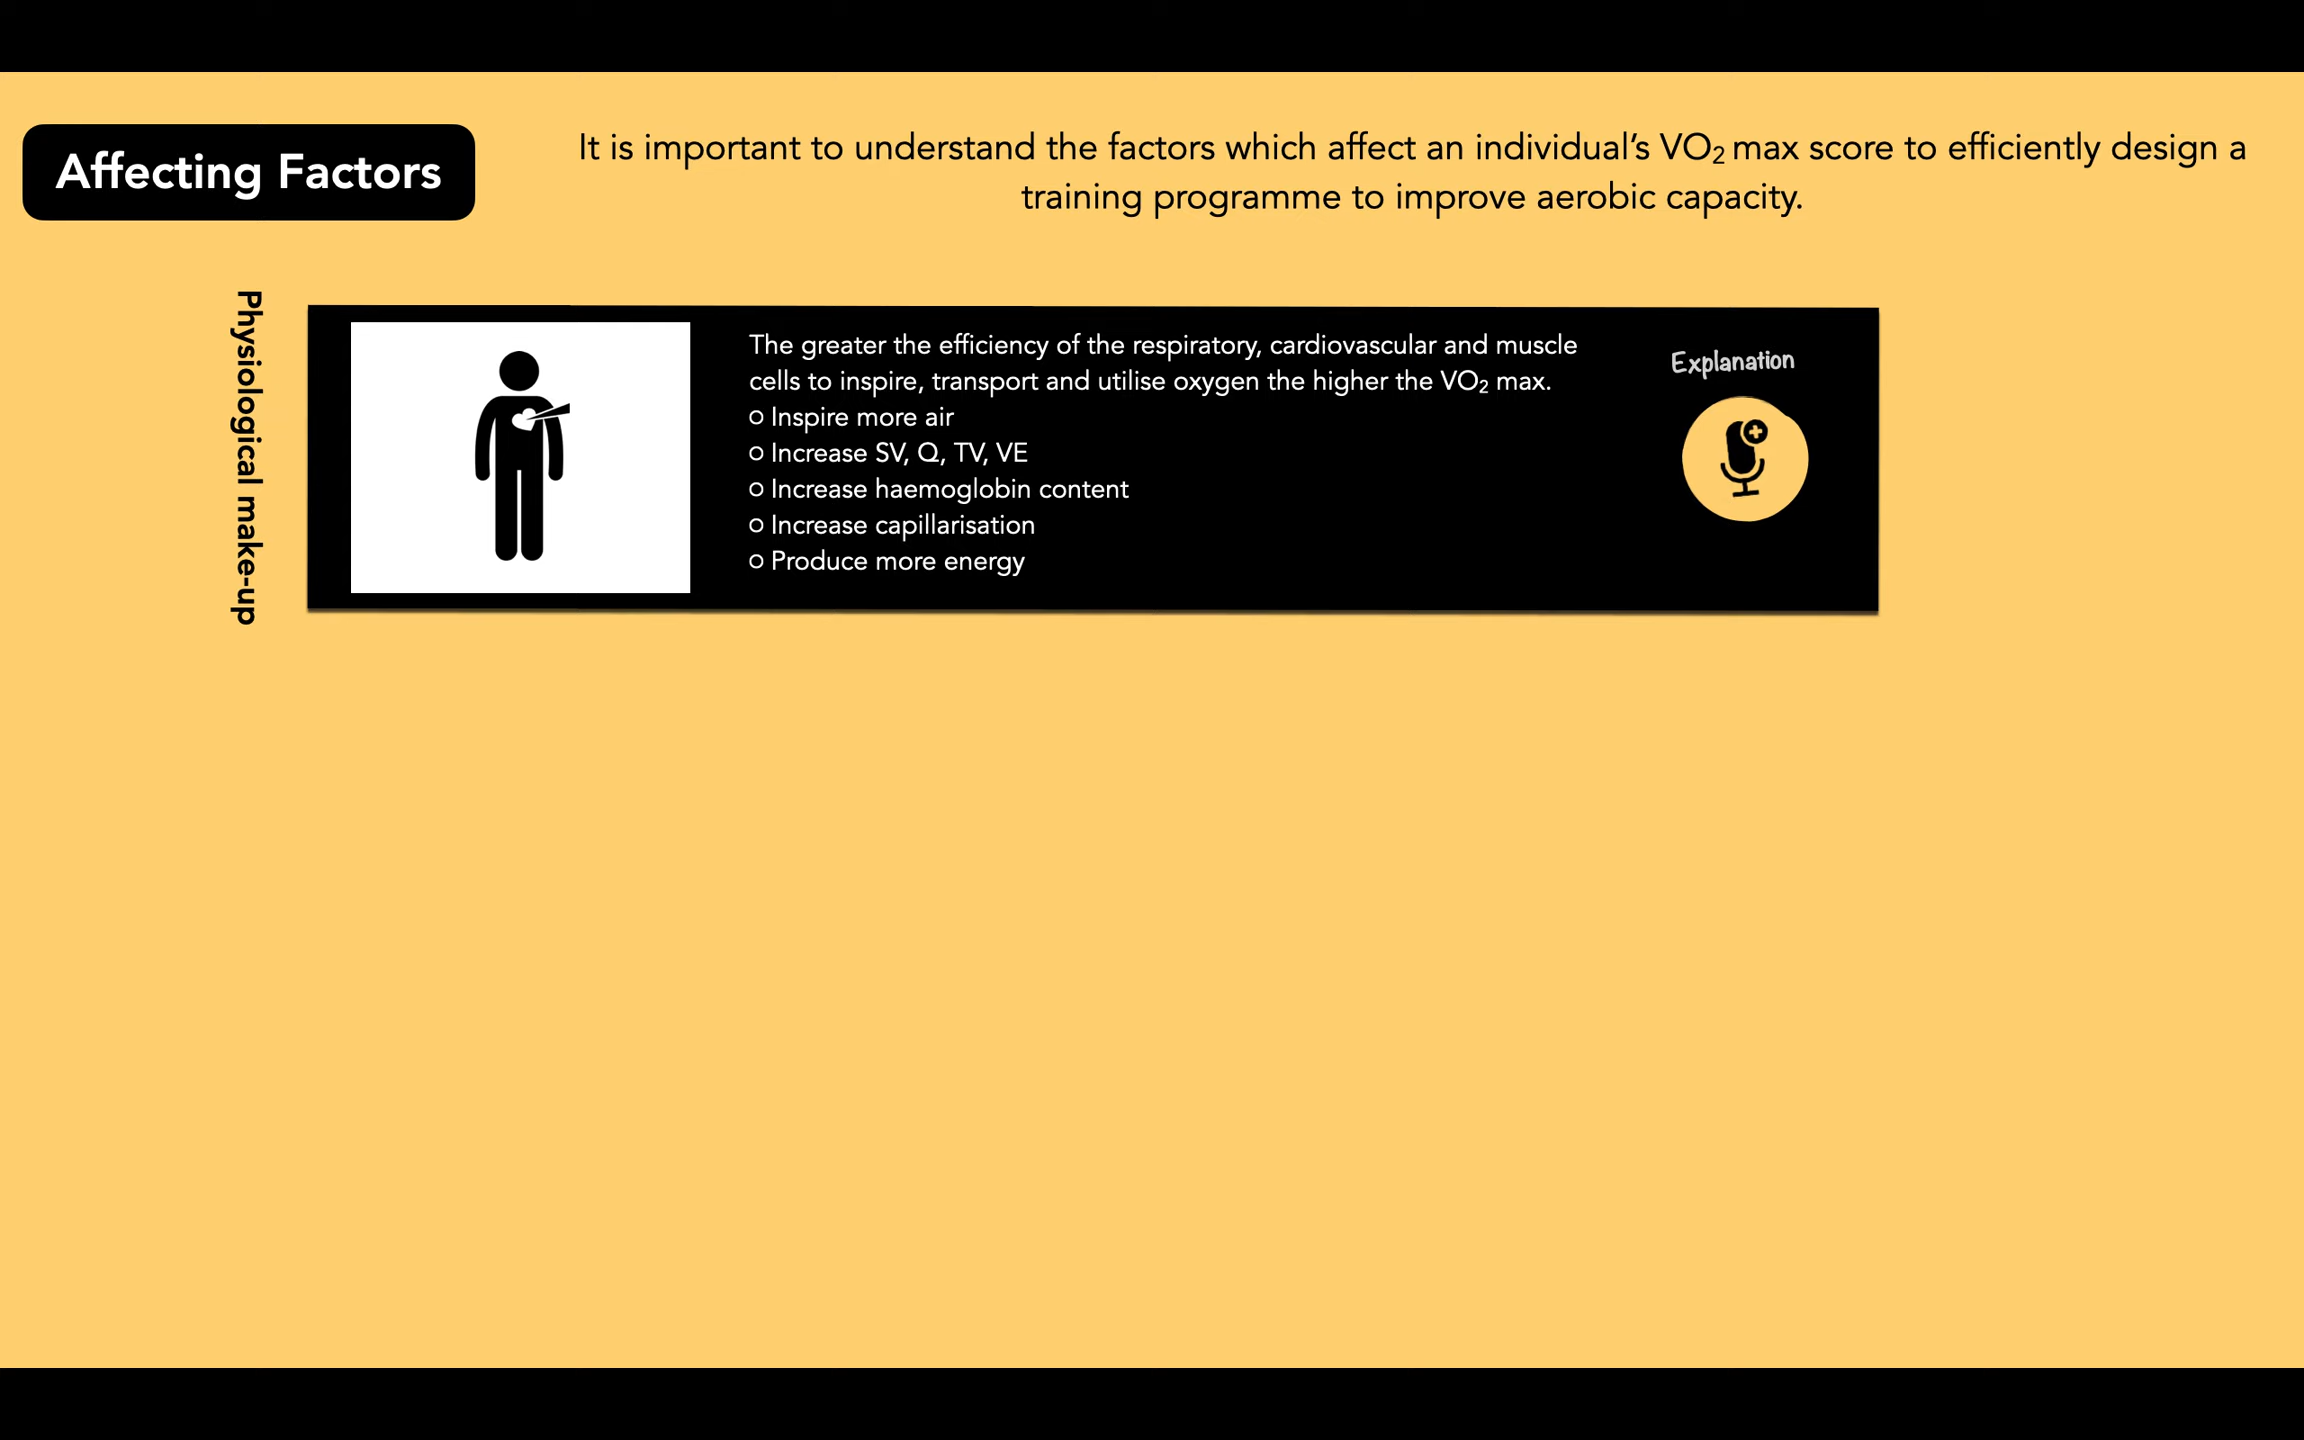 Affecting Factors
It is important to understand the factors which affect an individual's VO₂ max score to efficiently design a
training programme to improve aerobic capacity.
Physiological make-up
The greater the efficiency of the respiratory, cardiovascular and muscle
cells to inspire, transport and utilise oxygen the higher the VO₂ max.
○ Inspire more air
○ Increase SV, Q, TV, VE
○ Increase haemoglobin content
○ Increase capillarisation
○ Produce more energy
Explanation